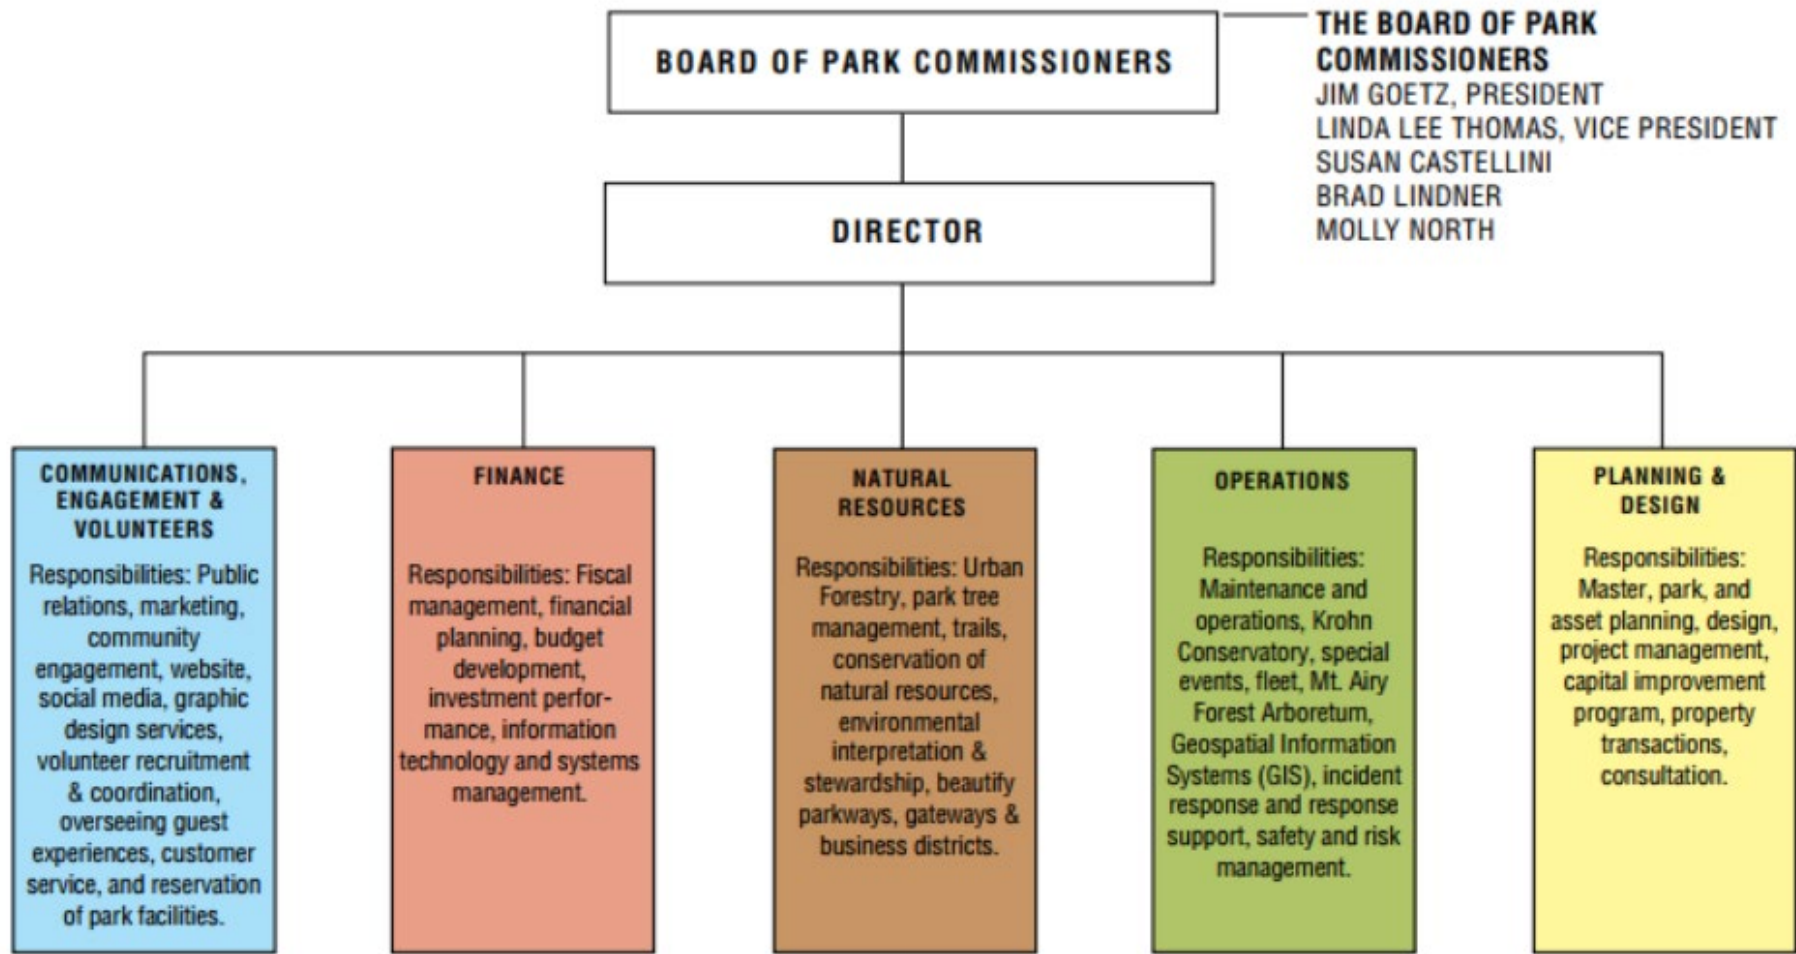 BOARD OF PARK COMMISSIONERS
THE BOARD OF PARK
COMMISSIONERS
JIM GOETZ, PRESIDENT
LINDA LEE THOMAS, VICE PRESIDENT
SUSAN CASTELLINI
BRAD LINDNER
MOLLY NORTH
DIRECTOR
COMMUNICATIONS,
ENGAGEMENT &
VOLUNTEERS
Responsibilities: Public
relations, marketing,
community
engagement, website,
social media, graphic
design services,
volunteer recruitment
& coordination,
overseeing guest
experiences, customer
service, and reservation
of park facilities.
FINANCE
Responsibilities: Fiscal
management, financial
planning, budget
development,
investment perfor-
mance, information
technology and systems
management.
NATURAL
RESOURCES
Responsibilities: Urban
Forestry, park tree
management, trails,
conservation of
natural resources,
environmental
interpretation &
stewardship, beautify
parkways, gateways &
business districts.
OPERATIONS
Responsibilities:
Maintenance and
operations, Krohn
Conservatory, special
events, fleet, Mt. Airy
Forest Arboretum,
Geospatial Information
Systems (GIS), incident
response and response
support, safety and risk
management.
PLANNING &
DESIGN
Responsibilities:
Master, park, and
asset planning, design,
project management,
capital improvement
program, property
transactions,
consultation.